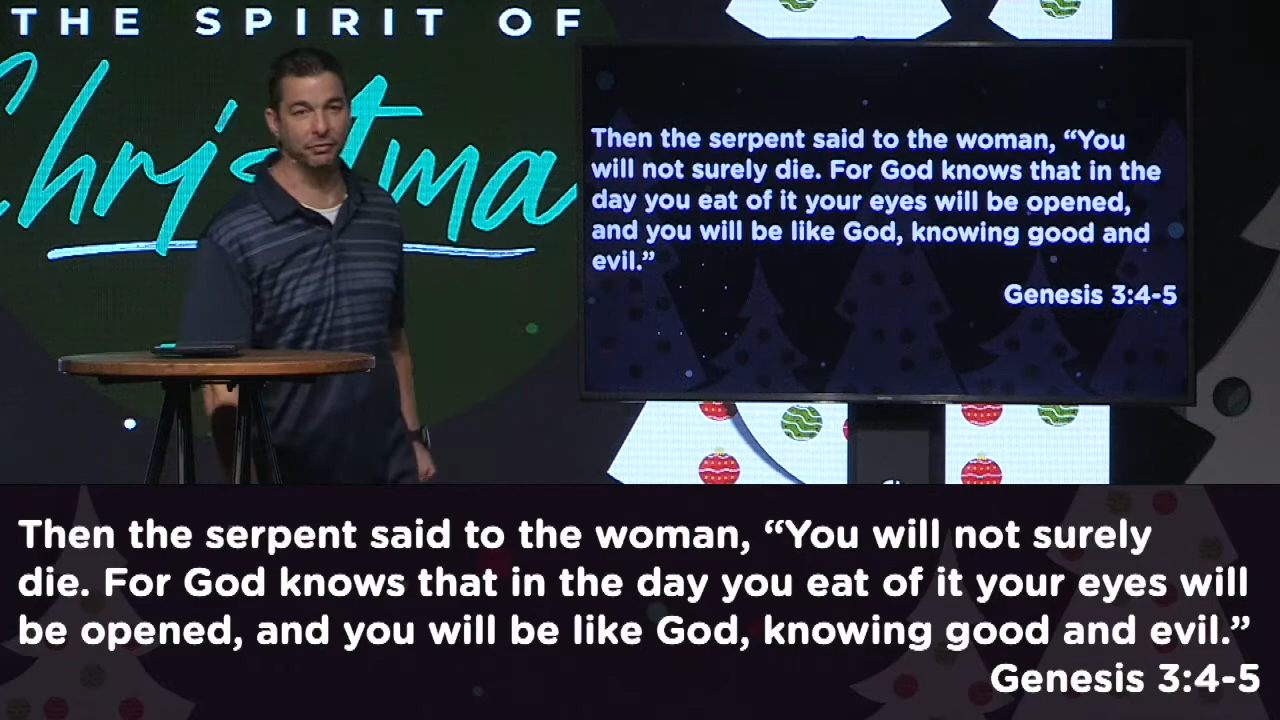 THE SPIRIT OF
Christma
Then the serpent said to the woman, “You
will not surely die. For God knows that in the
day you eat of it your eyes will be opened,
and you will be like God, knowing good and
evil.”
Genesis 3:4-5
Then the serpent said to the woman, “You will not surely
die. For God knows that in the day you eat of it your eyes will
be opened, and you will be like God, knowing good and evil.”
Genesis 3:4-5